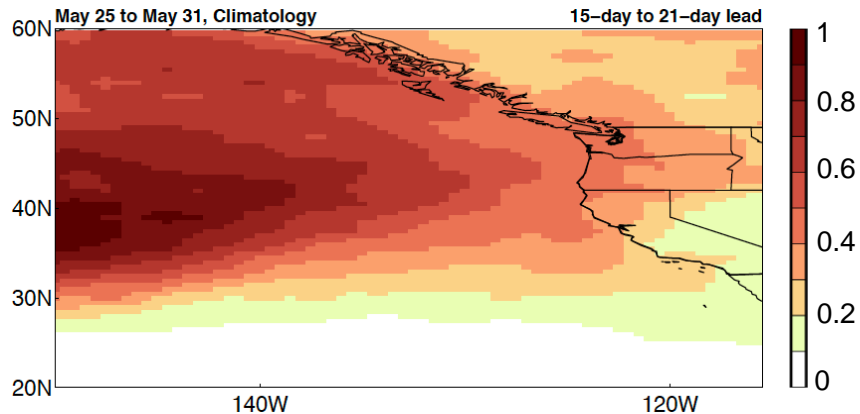 May 25 to May 31, Climatology 15−day to 21−day lead
60N
50N
40N
30N
20N
140W 120W
1
0.8
0.6
0.4
0.2
0